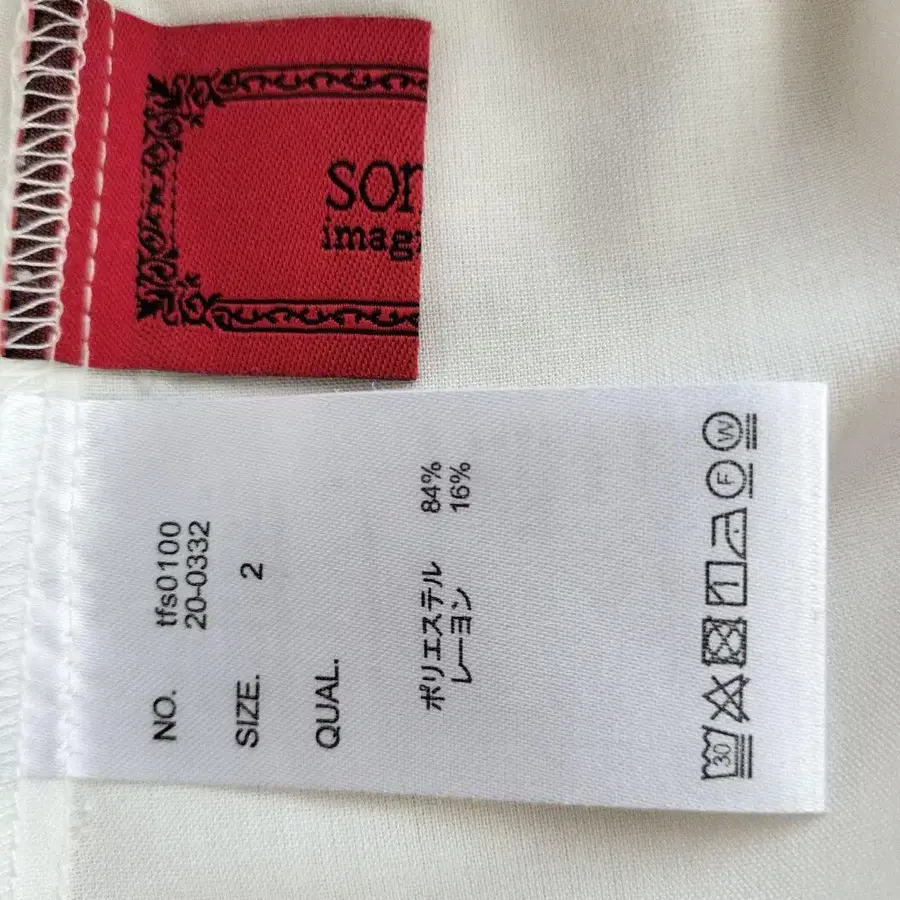 sor
imag
NO. tfs0100
20-0332
SIZE. 2
QUAL.
ポリエステル 84%
レーヨン 16%
30
F
W